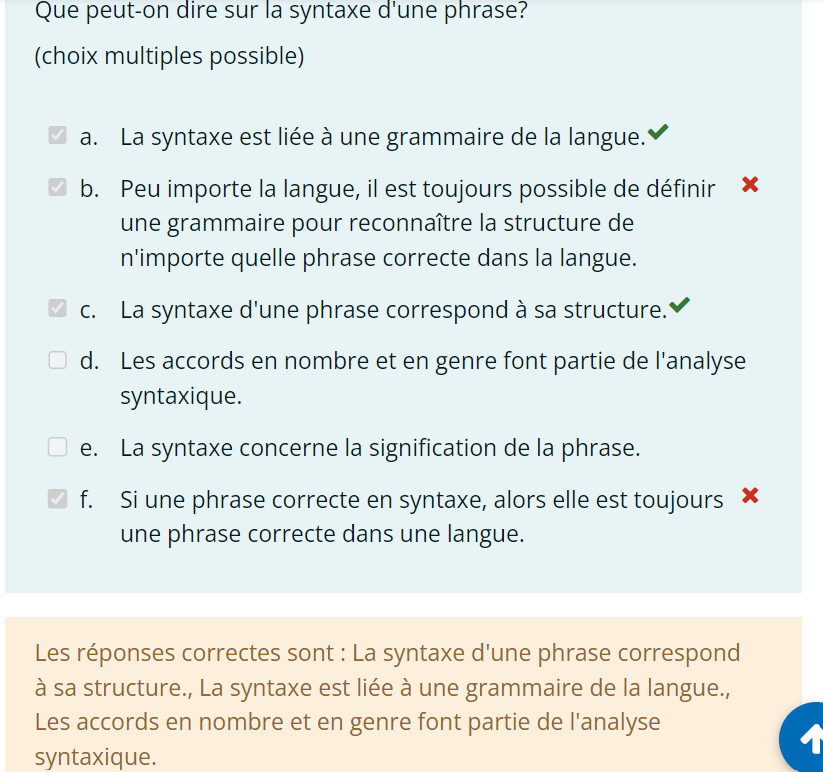 Que peut-on dire sur la syntaxe d'une phrase?
(choix multiples possible)
a. La syntaxe est liée à une grammaire de la langue.
b. Peu importe la langue, il est toujours possible de définir
une grammaire pour reconnaître la structure de
n'importe quelle phrase correcte dans la langue.
c. La syntaxe d'une phrase correspond à sa structure.
d. Les accords en nombre et en genre font partie de l'analyse
syntaxique.
e. La syntaxe concerne la signification de la phrase.
f. Si une phrase correcte en syntaxe, alors elle est toujours
une phrase correcte dans une langue.
Les réponses correctes sont : La syntaxe d'une phrase correspond
à sa structure., La syntaxe est liée à une grammaire de la langue.,
Les accords en nombre et en genre font partie de l'analyse
syntaxique.